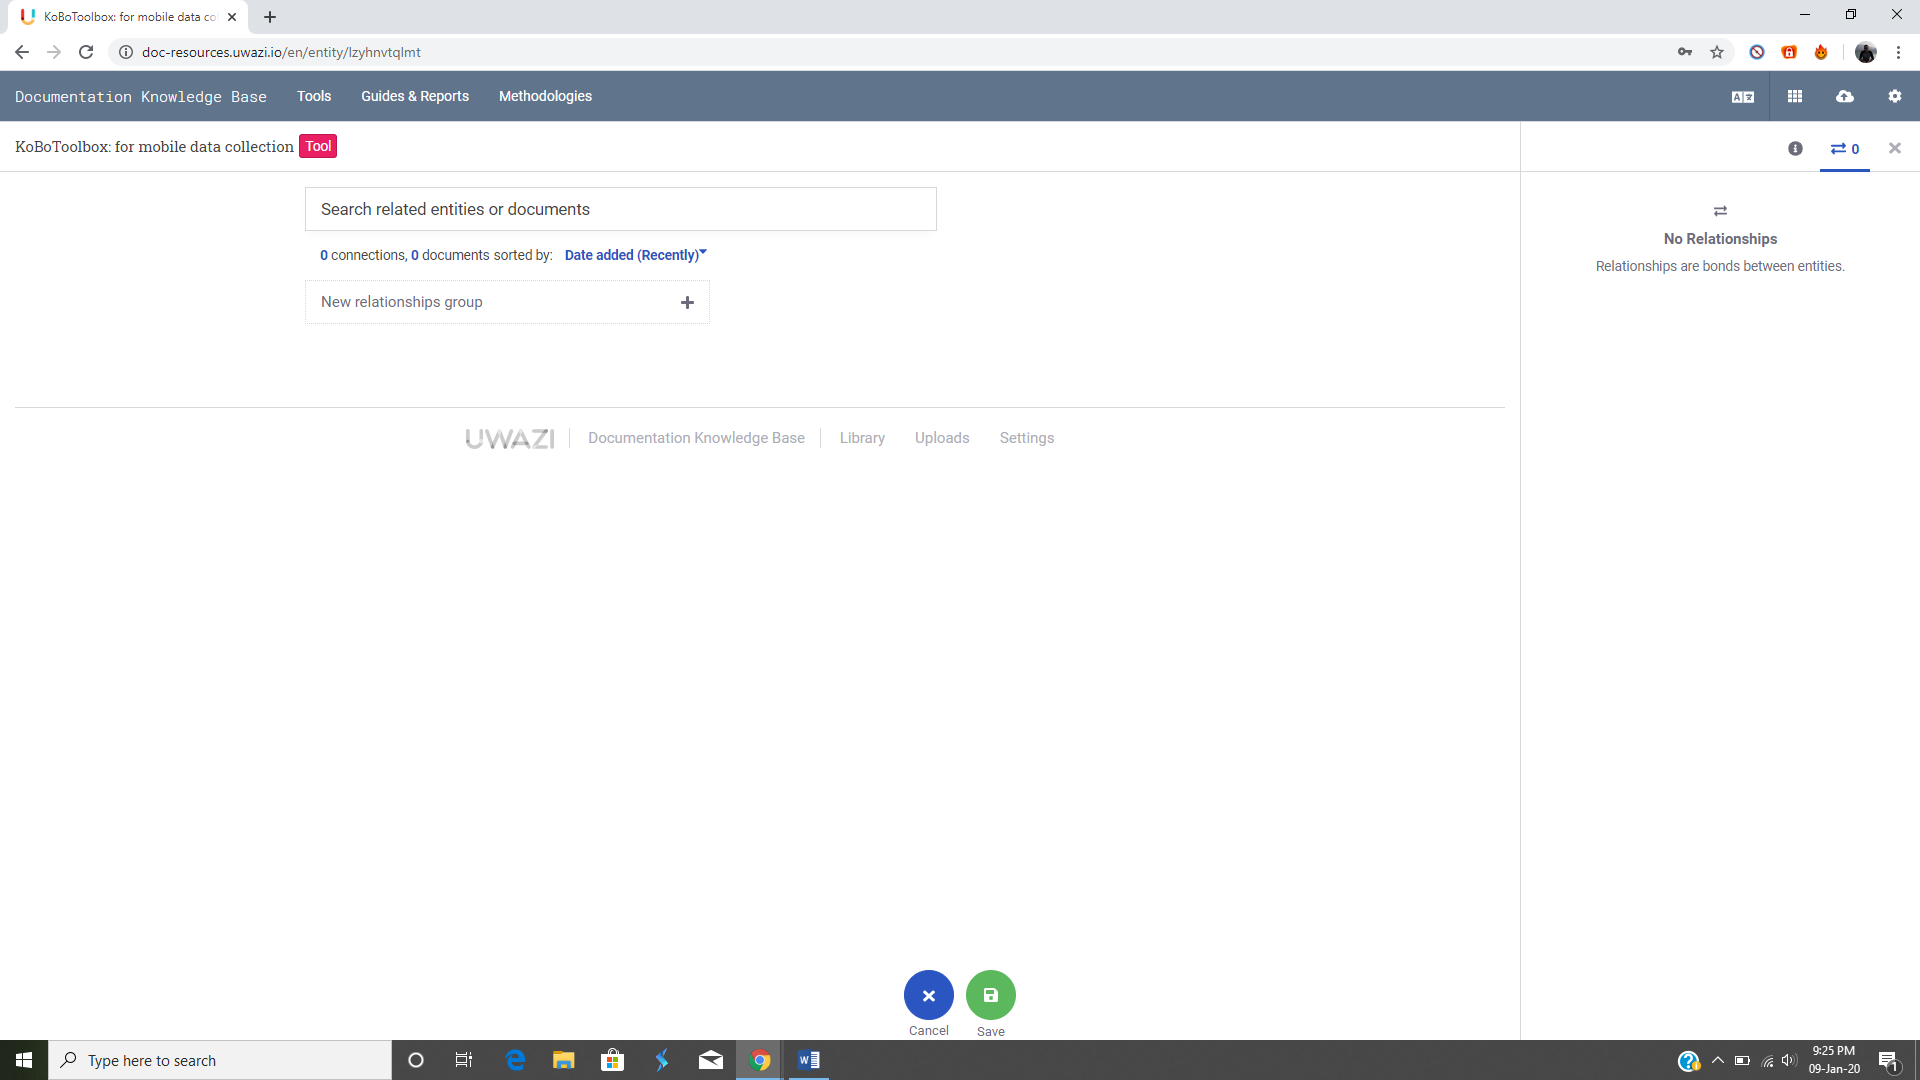 KoBoToolbox: for mobile data co
doc-resources.uwazi.io/en/entity/lzyhnvtqlmt
Documentation Knowledge Base Tools Guides & Reports Methodologies
KoBoToolbox: for mobile data collection Tool
0
Search related entities or documents
0 connections, 0 documents sorted by: Date added (Recently)
New relationships group
No Relationships
Relationships are bonds between entities.
UWAZI Documentation Knowledge Base Library Uploads Settings
Cancel Save
Type here to search
9:25 PM
09-Jan-20
1